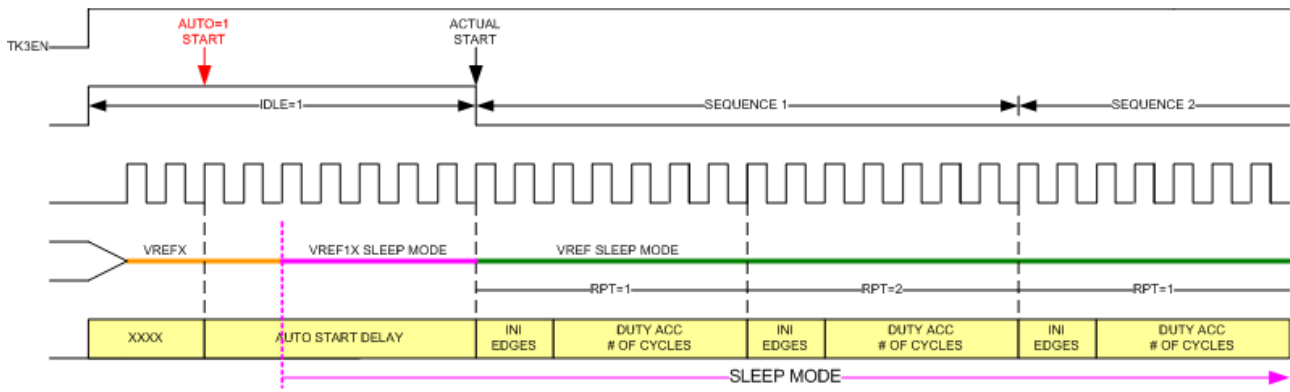 AUTO=1
START
ACTUAL
START
TK3EN
IDLE=1
SEQUENCE 1
SEQUENCE 2
VREFX
VREF1X SLEEP MODE
VREF SLEEP MODE
RPT=1
RPT=2
RPT=1
XXXX
AUTO START DELAY
INI
EDGES
DUTY ACC
# OF CYCLES
INI
EDGES
DUTY ACC
# OF CYCLES
INI
EDGES
DUTY ACC
# OF CYCLES
SLEEP MODE